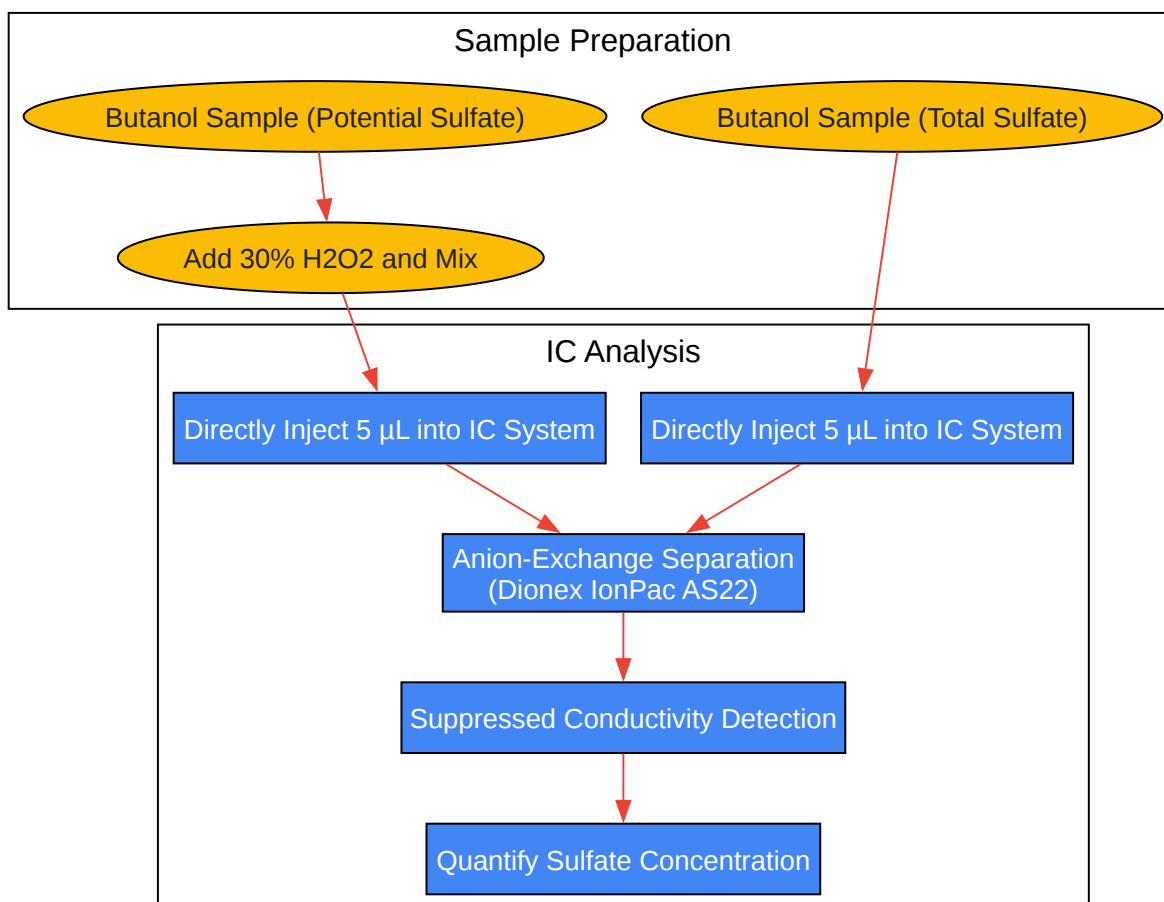 Sample Preparation
Butanol Sample (Potential Sulfate)
Butanol Sample (Total Sulfate)
Add 30% H2O2 and Mix
IC Analysis
Directly Inject 5 µL into IC System
Directly Inject 5 µL into IC System
Anion-Exchange Separation
(Dionex IonPac AS22)
Suppressed Conductivity Detection
Quantify Sulfate Concentration